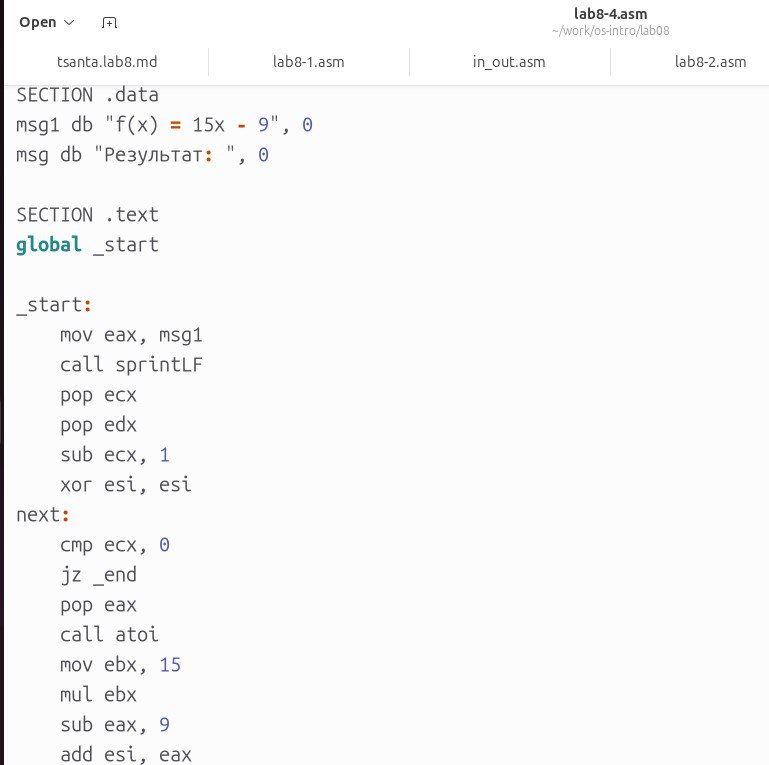 Open
lab8-4.asm
~/work/os-intro/lab08
tsanta.lab8.md lab8-1.asm in_out.asm lab8-2.asm
SECTION .data
msg1 db "f(x) = 15x - 9", 0
msg db "Результат: ", 0
SECTION .text
global _start
_start:
mov eax, msg1
call sprintLF
pop ecx
pop edx
sub ecx, 1
xor esi, esi
next:
cmp ecx, 0
jz _end
pop eax
call atoi
mov ebx, 15
mul ebx
sub eax, 9
add esi, eax